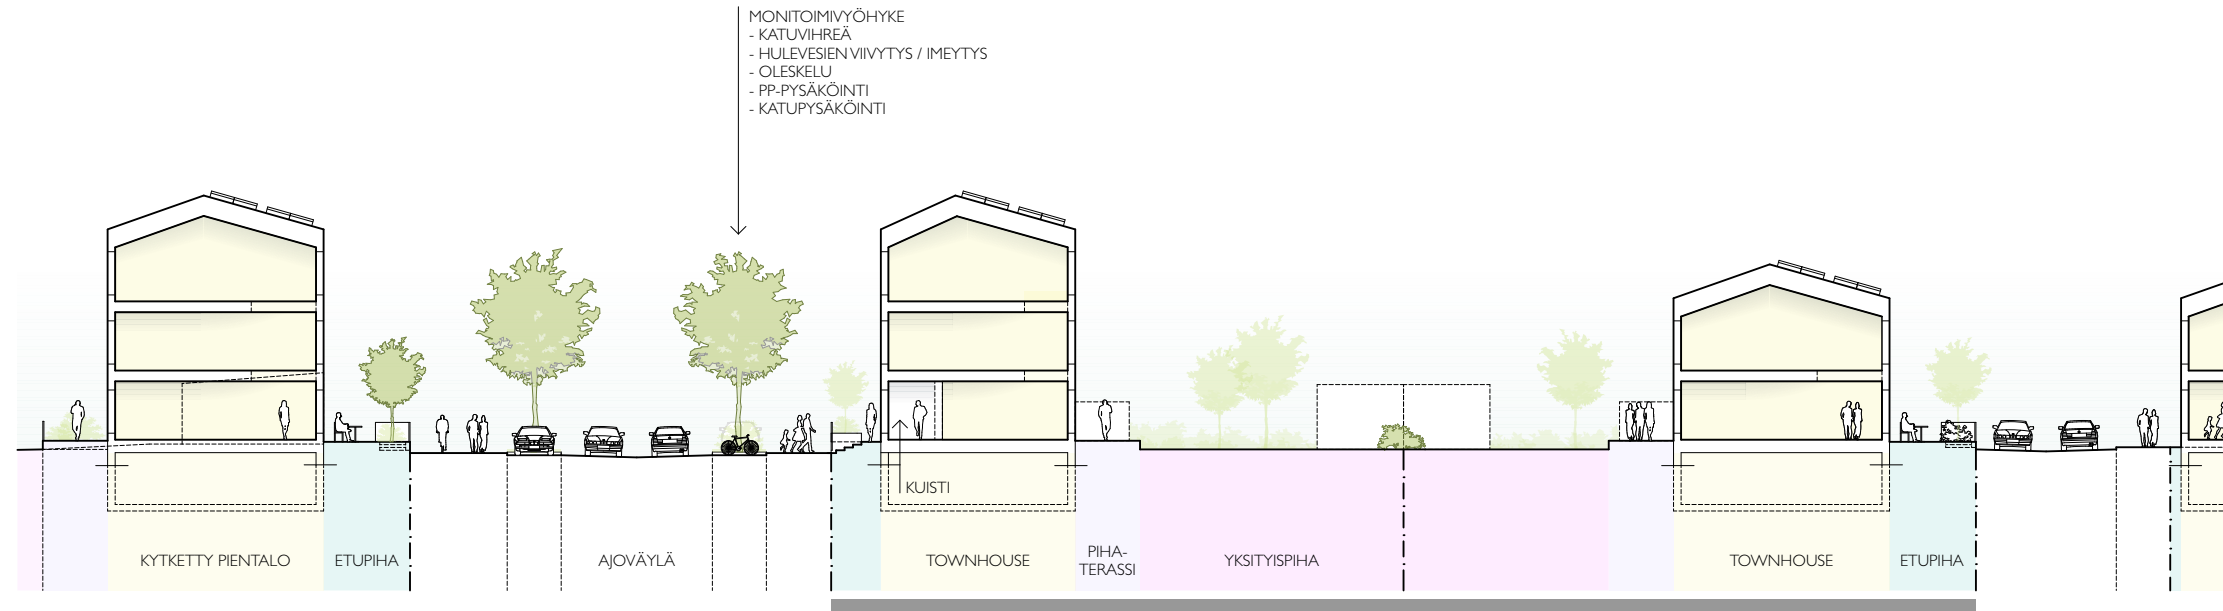 MONITOIMIVYÖHYKE
- KATUVIHREÄ
- HULEVESIEN VIIVYTYS / IMEYTYS
- OLESKELU
- PP-PYSÄKÖINTI
- KATUPYSÄKÖINTI
KUISTI
KYTKETTY PIENTALO
ETUPIHA
AJOVÄYLÄ
TOWNHOUSE
PIHA-
TERASSI
YKSITYISPIHA
TOWNHOUSE
ETUPIHA